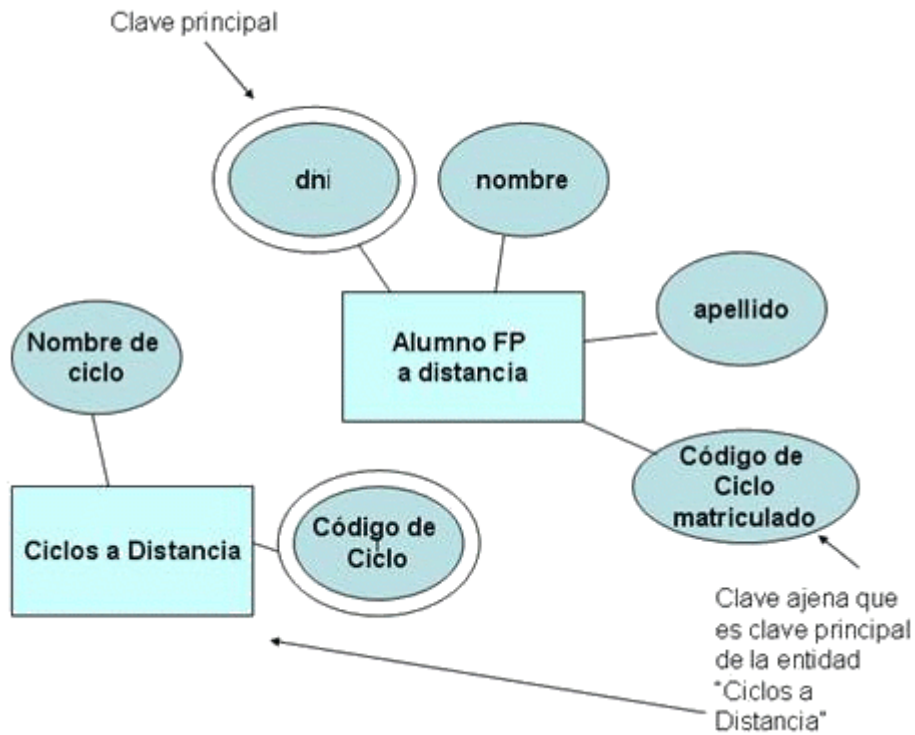 Clave principal
dni
nombre
apellido
Alumno FP
a distancia
Nombre de
ciclo
Código de
Ciclo
matriculado
Ciclos a Distancia
Código de
Ciclo
Clave ajena que
es clave principal
de la entidad
"Ciclos a
Distancia"